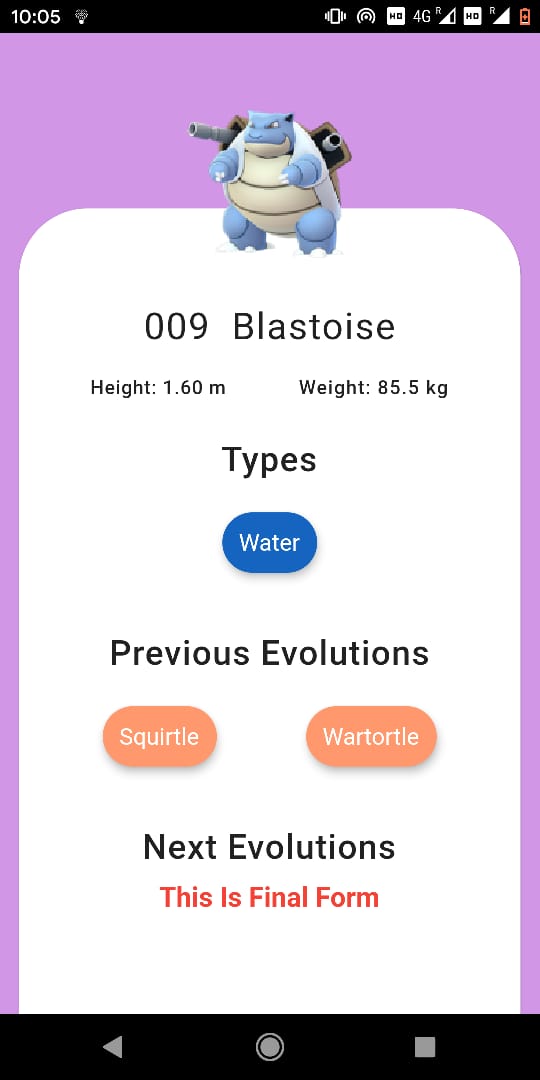 10:05 HD 4G R HD R
009 Blastoise
Height: 1.60 m Weight: 85.5 kg
Types
Water
Previous Evolutions
Squirtle Wartortle
Next Evolutions
This Is Final Form